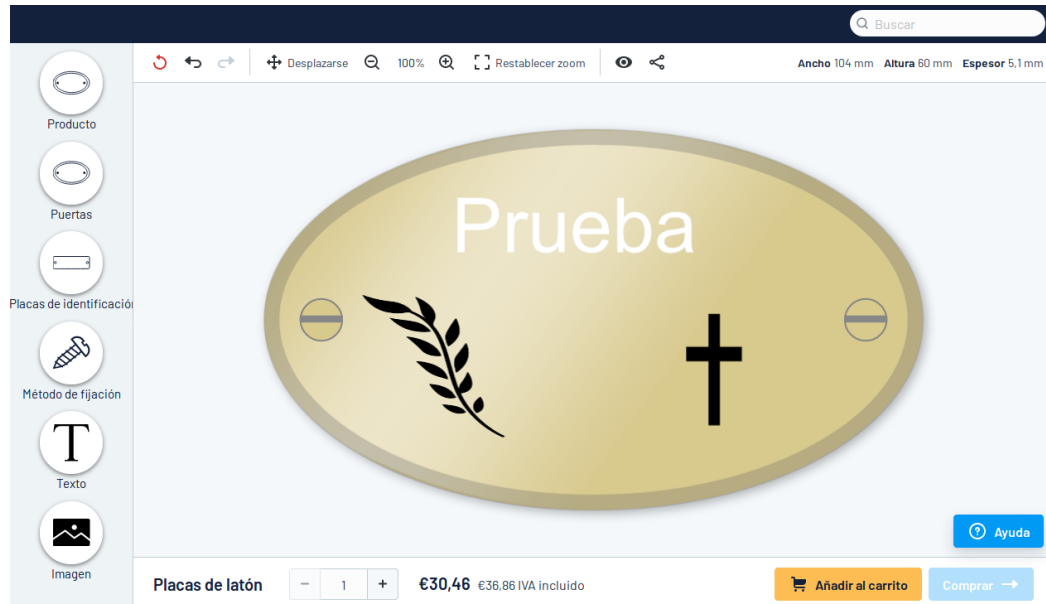 Buscar
Desplazarse 100% Restablecer zoom Ancho 104 mm Altura 60 mm Espesor 5,1 mm
Producto
Puertas
Placas de identificación
Método de fijación
T
Texto
Imagen
Prueba
Ayuda
Placas de latón − 1 + €30,46 €36,86 IVA incluido Añadir al carrito Comprar →